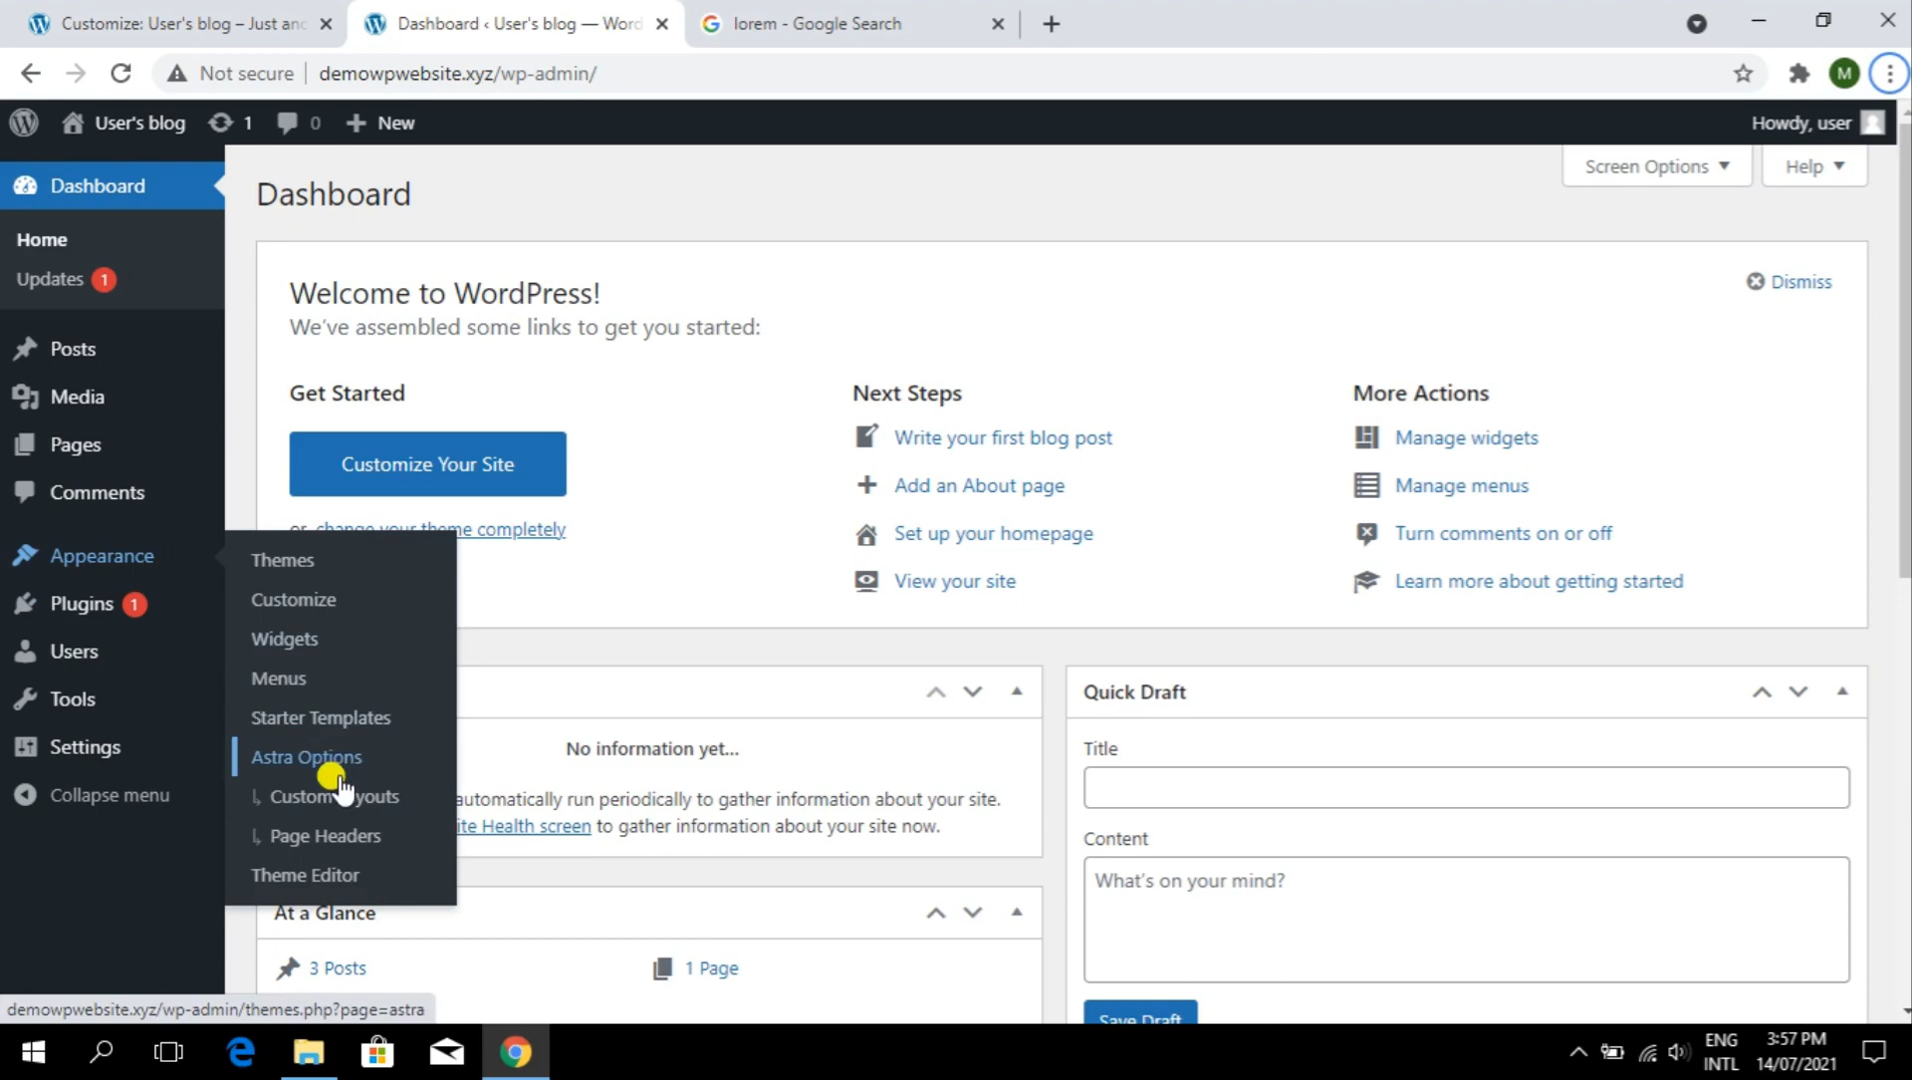 Customize: User's blog – Just an
Dashboard ‹ User's blog — Word
lorem - Google Search
Not secure
demowpwebsite.xyz/wp-admin/
M
User's blog
1
0
New
Howdy, user
Dashboard
Screen Options
Help
Dashboard
Home
Updates 1
Posts
Media
Pages
Comments
Appearance
Plugins 1
Users
Tools
Settings
Collapse menu
Welcome to WordPress!
We've assembled some links to get you started:
Dismiss
Get Started
Customize Your Site
or change your theme completely
Next Steps
Write your first blog post
Add an About page
Set up your homepage
View your site
More Actions
Manage widgets
Manage menus
Turn comments on or off
Learn more about getting started
Themes
Customize
Widgets
Menus
Starter Templates
Astra Options
Custom youts
Page Headers
Theme Editor
No information yet...
automatically run periodically to gather information about your site.
ite Health screen to gather information about your site now.
At a Glance
3 Posts
1 Page
Quick Draft
Title
Content
What's on your mind?
Save Draft
demowpwebsite.xyz/wp-admin/themes.php?page=astra
ENG
INTL
3:57 PM
14/07/2021